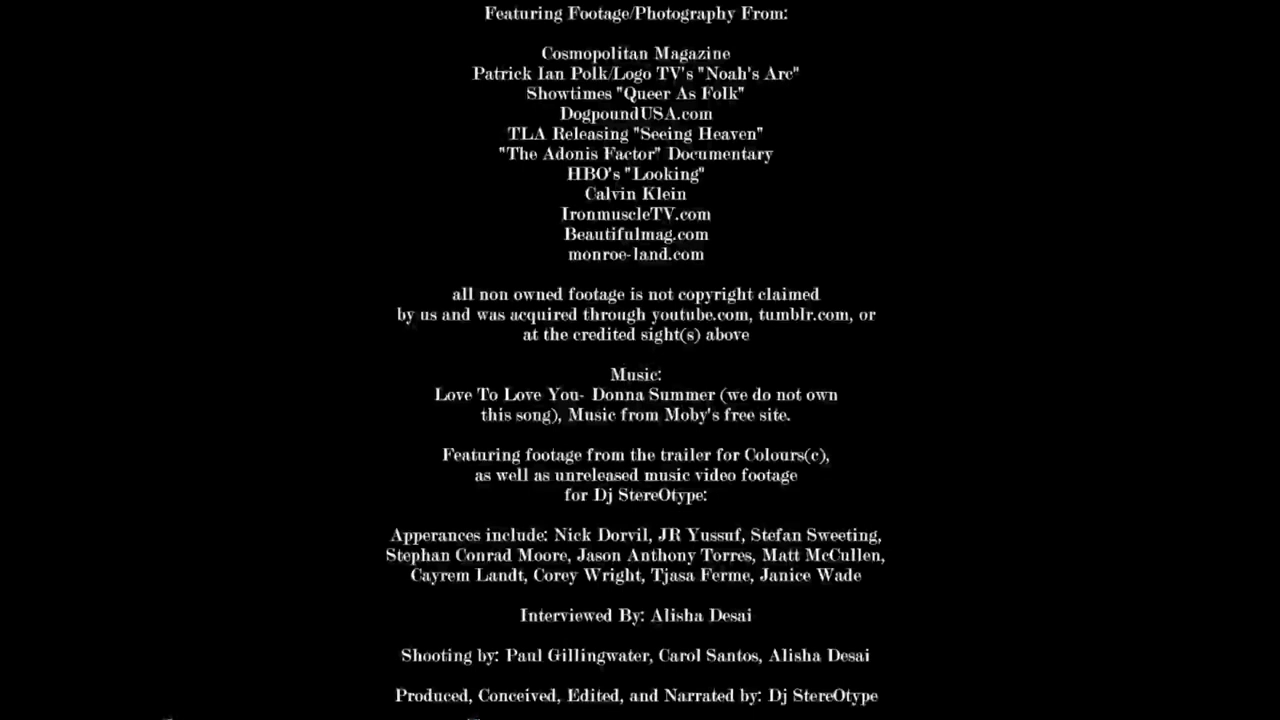 Featuring Footage/Photography From:
Cosmopolitan Magazine
Patrick Ian Polk/Logo TV's "Noah's Arc"
Showtimes "Queer As Folk"
DogpoundUSA.com
TLA Releasing "Seeing Heaven"
"The Adonis Factor" Documentary
HBO's "Looking"
Calvin Klein
IronmuscleTV.com
Beautifulmag.com
monroe-land.com
all non owned footage is not copyright claimed
by us and was acquired through youtube.com, tumblr.com, or
at the credited sight(s) above
Music:
Love To Love You- Donna Summer (we do not own
this song), Music from Moby's free site.
Featuring footage from the trailer for Colours(c),
as well as unreleased music video footage
for Dj StereOtype:
Apperances include: Nick Dorvil, JR Yussuf, Stefan Sweeting,
Stephan Conrad Moore, Jason Anthony Torres, Matt McCullen,
Cayrem Landt, Corey Wright, Tjasa Ferme, Janice Wade
Interviewed By: Alisha Desai
Shooting by: Paul Gillingwater, Carol Santos, Alisha Desai
Produced, Conceived, Edited, and Narrated by: Dj StereOtype